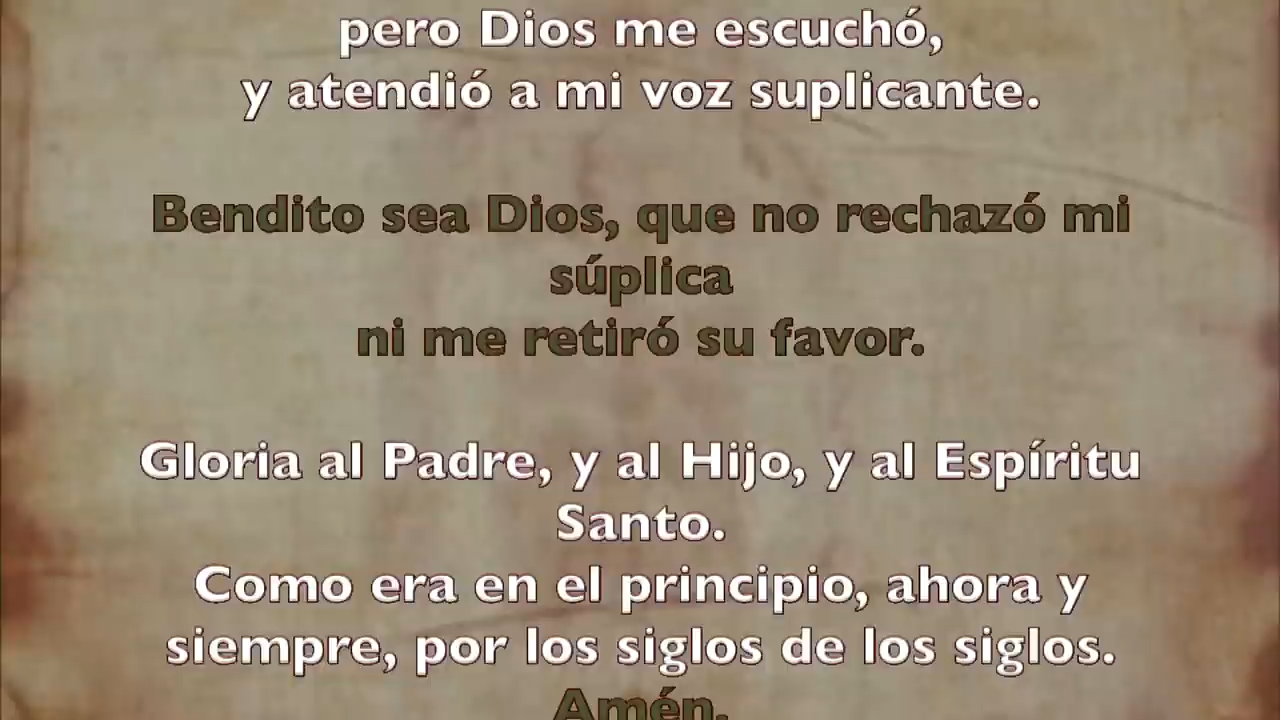 pero Dios me escuchó,
y atendió a mi voz suplicante.
Bendito sea Dios, que no rechazó mi
súplica
ni me retiró su favor.
Gloria al Padre, y al Hijo, y al Espíritu
Santo.
Como era en el principio, ahora y
siempre, por los siglos de los siglos.
Amén.